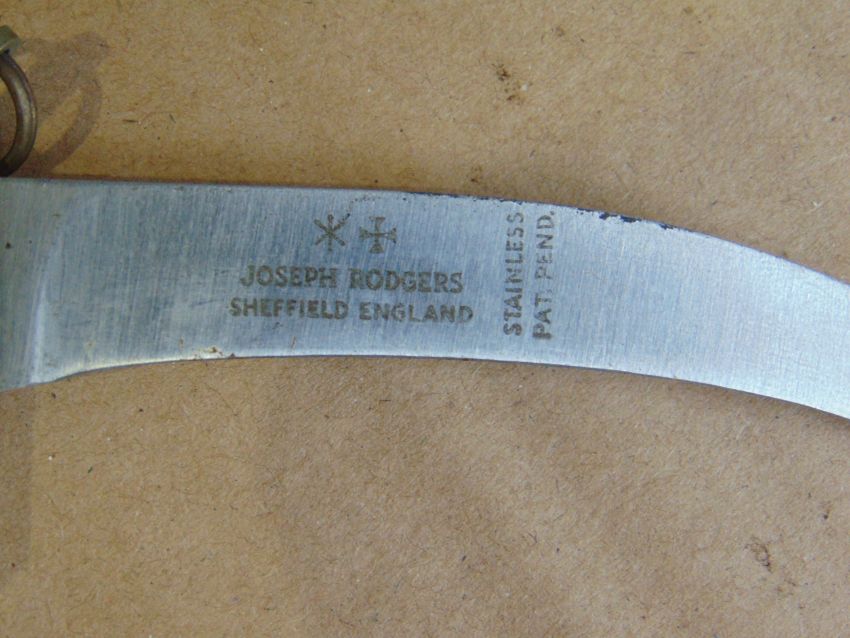 JOSEPH RODGERS
SHEFFIELD ENGLAND
STAINLESS
PAT. PEND.